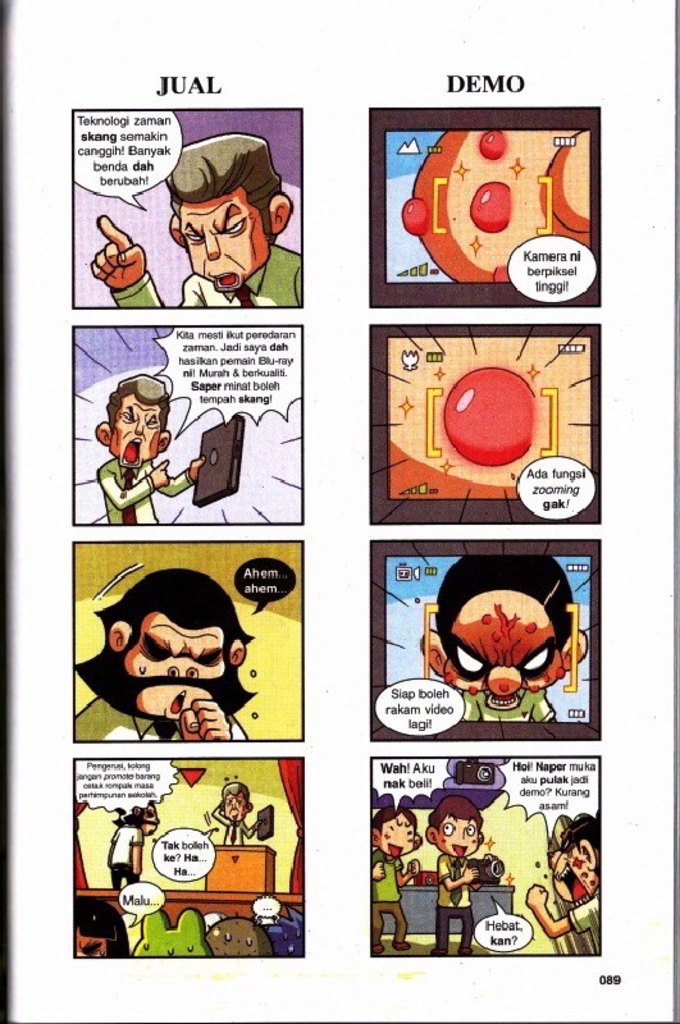 JUAL
Teknologi zaman
skang semakin
canggih! Banyak
benda dah
berubah!
Kita mesti ikut peredaran
zaman. Jadi saya dah
hasilkan pemain Blu-ray
ni! Murah & berkualiti.
Saper minat boleh
tempah skang!
Ahem...
ahem...
Pengerusi, tolong
jangan promote barang
cetak rompak masa
perhimpunan sekolah.
Tak boleh
ke? Ha...
Ha...
Malu...
...
DEMO
Kamera ni
berpiksel
tinggi!
Ada fungsi
zooming
gak!
Siap boleh
rakam video
lagi!
Wah! Aku
nak beli!
Hoi! Naper muka
aku pulak jadi
demo? Kurang
asam!
Hebat,
kan?
089